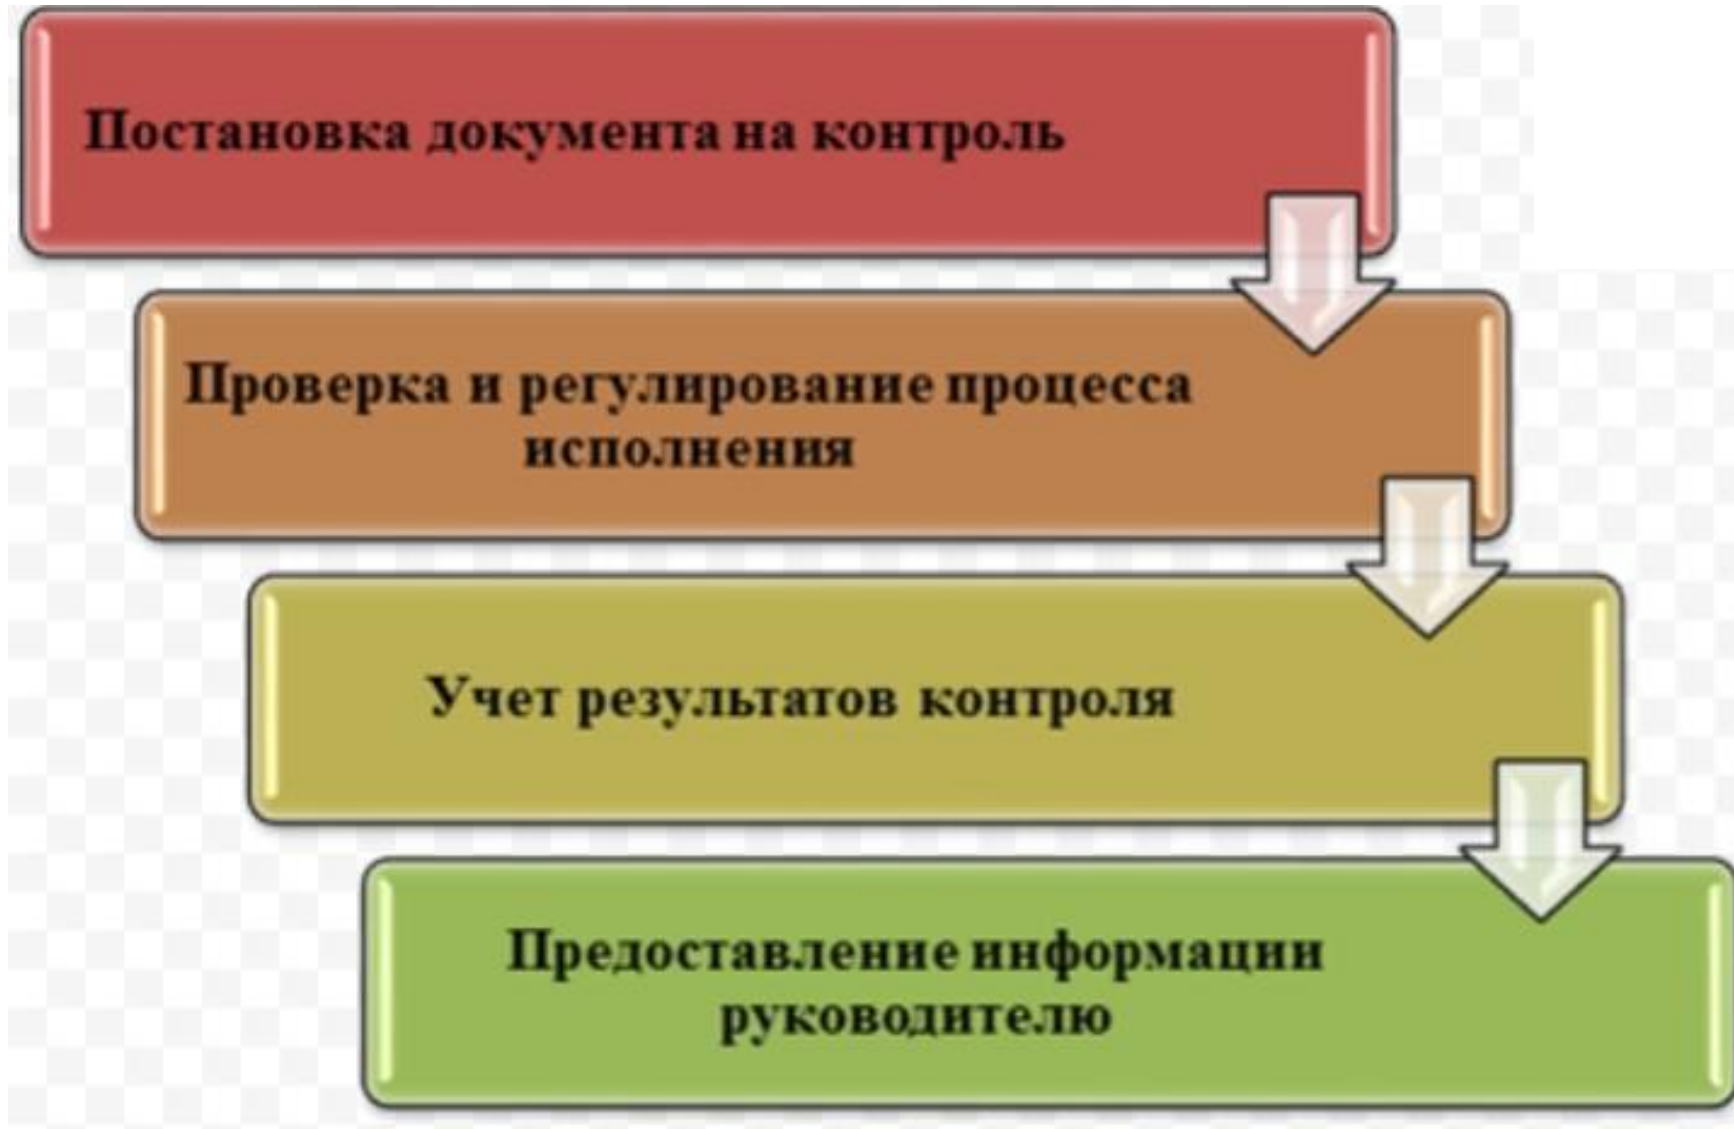 Постановка документа на контроль
Проверка и регулирование процесса
исполнения
Учет результатов контроля
Предоставление информации
руководителю